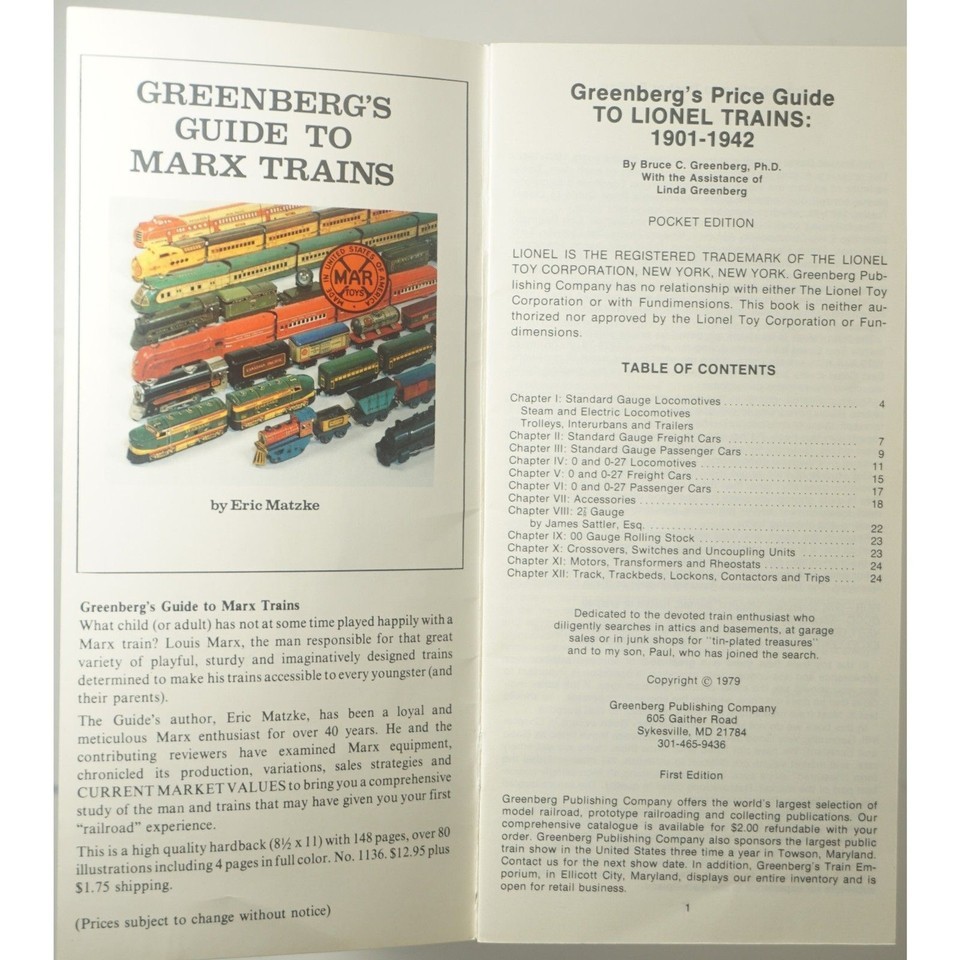 GREENBERG'S
GUIDE TO
MARX TRAINS
MADE IN UNITED STATES OF AMERICA
MAR
TOYS
by Eric Matzke
Greenberg's Guide to Marx Trains
What child (or adult) has not at some time played happily with a
Marx train? Louis Marx, the man responsible for that great
variety of playful, sturdy and imaginatively designed trains
determined to make his trains accessible to every youngster (and
their parents).
The Guide's author, Eric Matzke, has been a loyal and
meticulous Marx enthusiast for over 40 years. He and the
contributing reviewers have examined Marx equipment,
chronicled its production, variations, sales strategies and
CURRENT MARKET VALUES to bring you a comprehensive
study of the man and trains that may have given you your first
"railroad" experience.
This is a high quality hardback (8½ x 11) with 148 pages, over 80
illustrations including 4 pages in full color. No. 1136. $12.95 plus
$1.75 shipping.
(Prices subject to change without notice)
Greenberg's Price Guide
TO LIONEL TRAINS:
1901-1942
By Bruce C. Greenberg, Ph.D.
With the Assistance of
Linda Greenberg
POCKET EDITION
LIONEL IS THE REGISTERED TRADEMARK OF THE LIONEL
TOY CORPORATION, NEW YORK, NEW YORK. Greenberg Pub-
lishing Company has no relationship with either The Lionel Toy
Corporation or with Fundimensions. This book is neither au-
thorized nor approved by the Lionel Toy Corporation or Fun-
dimensions.
TABLE OF CONTENTS
Chapter I: Standard Gauge Locomotives . . . . . . . . . . . . . . . . . . . . . . . . 4
Steam and Electric Locomotives
Trolleys, Interurbans and Trailers
Chapter II: Standard Gauge Freight Cars . . . . . . . . . . . . . . . . . . . . . . . 7
Chapter III: Standard Gauge Passenger Cars . . . . . . . . . . . . . . . . . . . . 9
Chapter IV: 0 and 0-27 Locomotives . . . . . . . . . . . . . . . . . . . . . . . . . . . 11
Chapter V: 0 and 0-27 Freight Cars . . . . . . . . . . . . . . . . . . . . . . . . . . . . 15
Chapter VI: 0 and 0-27 Passenger Cars . . . . . . . . . . . . . . . . . . . . . . . . . 17
Chapter VII: Accessories . . . . . . . . . . . . . . . . . . . . . . . . . . . . . . . . . . . . . 18
Chapter VIII: 2⅞ Gauge
by James Sattler, Esq. . . . . . . . . . . . . . . . . . . . . . . . . . . . . . . . . . . . . 22
Chapter IX: 00 Gauge Rolling Stock . . . . . . . . . . . . . . . . . . . . . . . . . . . 23
Chapter X: Crossovers, Switches and Uncoupling Units . . . . . . . . . . 23
Chapter XI: Motors, Transformers and Rheostats . . . . . . . . . . . . . . . . 24
Chapter XII: Track, Trackbeds, Lockons, Contactors and Trips . . . . 24
Dedicated to the devoted train enthusiast who
diligently searches in attics and basements, at garage
sales or in junk shops for "tin-plated treasures"
and to my son, Paul, who has joined the search.
Copyright © 1979
Greenberg Publishing Company
605 Gaither Road
Sykesville, MD 21784
301-465-9436
First Edition
Greenberg Publishing Company offers the world's largest selection of
model railroad, prototype railroading and collecting publications. Our
comprehensive catalogue is available for $2.00 refundable with your
order. Greenberg Publishing Company also sponsors the largest public
train show in the United States three time a year in Towson, Maryland.
Contact us for the next show date. In addition, Greenberg's Train Em-
porium, in Ellicott City, Maryland, displays our entire inventory and is
open for retail business.
1